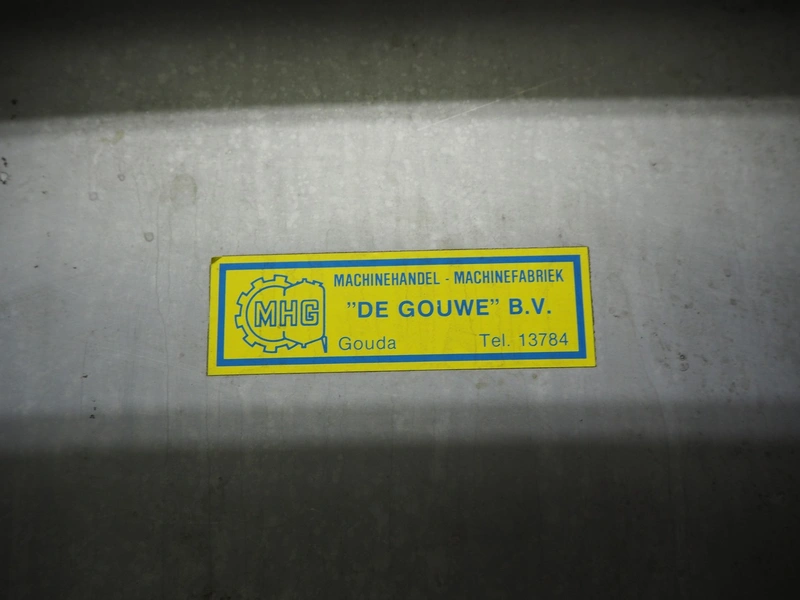 MHG
MACHINEHANDEL - MACHINEFABRIEK
"DE GOUWE" B.V.
Gouda Tel. 13784